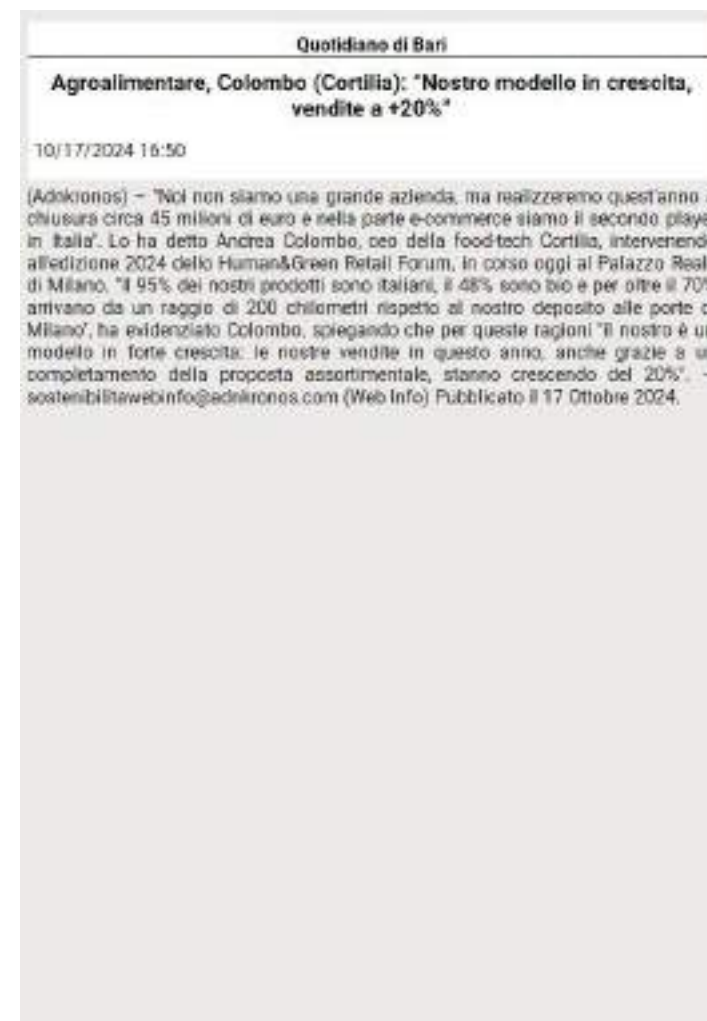 Quotidiano di Bari
Agroalimentare, Colombo (Cortilia): "Nostro modello in crescita,
vendite a +20%"
10/17/2024 16:50
(Adnkronos) – "Noi non siamo una grande azienda, ma realizzeremo quest'anno a
chiusura circa 45 milioni di euro e nella parte e-commerce siamo il secondo playe
in Italia". Lo ha detto Andrea Colombo, ceo della food-tech Cortilia, intervenend
all'edizione 2024 dello Human&Green Retail Forum, in corso oggi al Palazzo Real
di Milano. "Il 95% dei nostri prodotti sono italiani, il 48% sono bio e per oltre il 70%
arrivano da un raggio di 200 chilometri rispetto al nostro deposito alle porte d
Milano", ha evidenziato Colombo, spiegando che per queste ragioni "il nostro è un
modello in forte crescita: le nostre vendite in questo anno, anche grazie a un
completamento della proposta assortimentale, stanno crescendo del 20%". -
sostenibilitawebinfo@adnkronos.com (Web Info) Pubblicato il 17 Ottobre 2024.